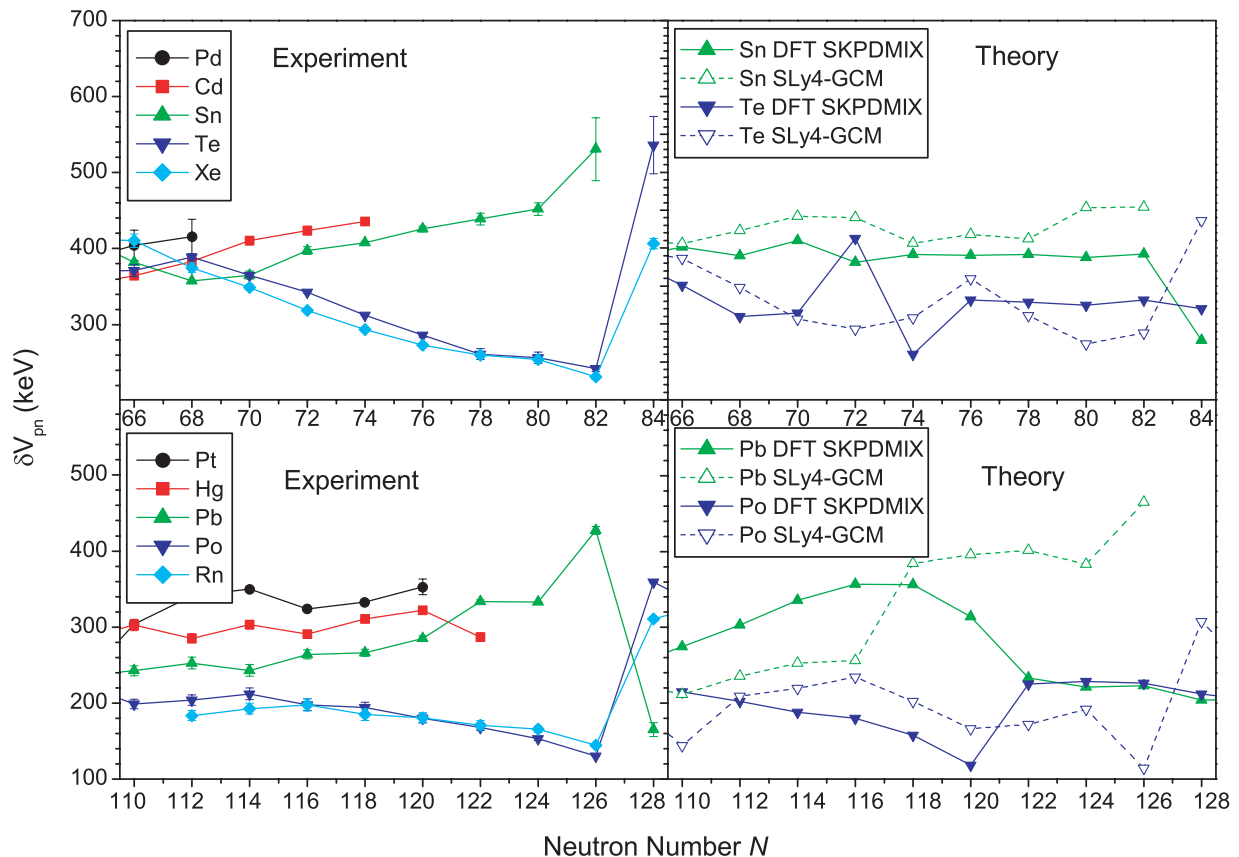 700
600
500
400
300
Pd
Cd
Sn
Te
Xe
Experiment
Sn DFT SKPDMIX
Sn SLy4-GCM
Te DFT SKPDMIX
Te SLy4-GCM
Theory
66 68 70 72 74 76 78 80 82 84
66 68 70 72 74 76 78 80 82 84
δVpn (keV)
500
400
300
200
100
Pt
Hg
Pb
Po
Rn
Experiment
Pb DFT SKPDMIX
Pb SLy4-GCM
Po DFT SKPDMIX
Po SLy4-GCM
Theory
110 112 114 116 118 120 122 124 126 128
110 112 114 116 118 120 122 124 126 128
Neutron Number N